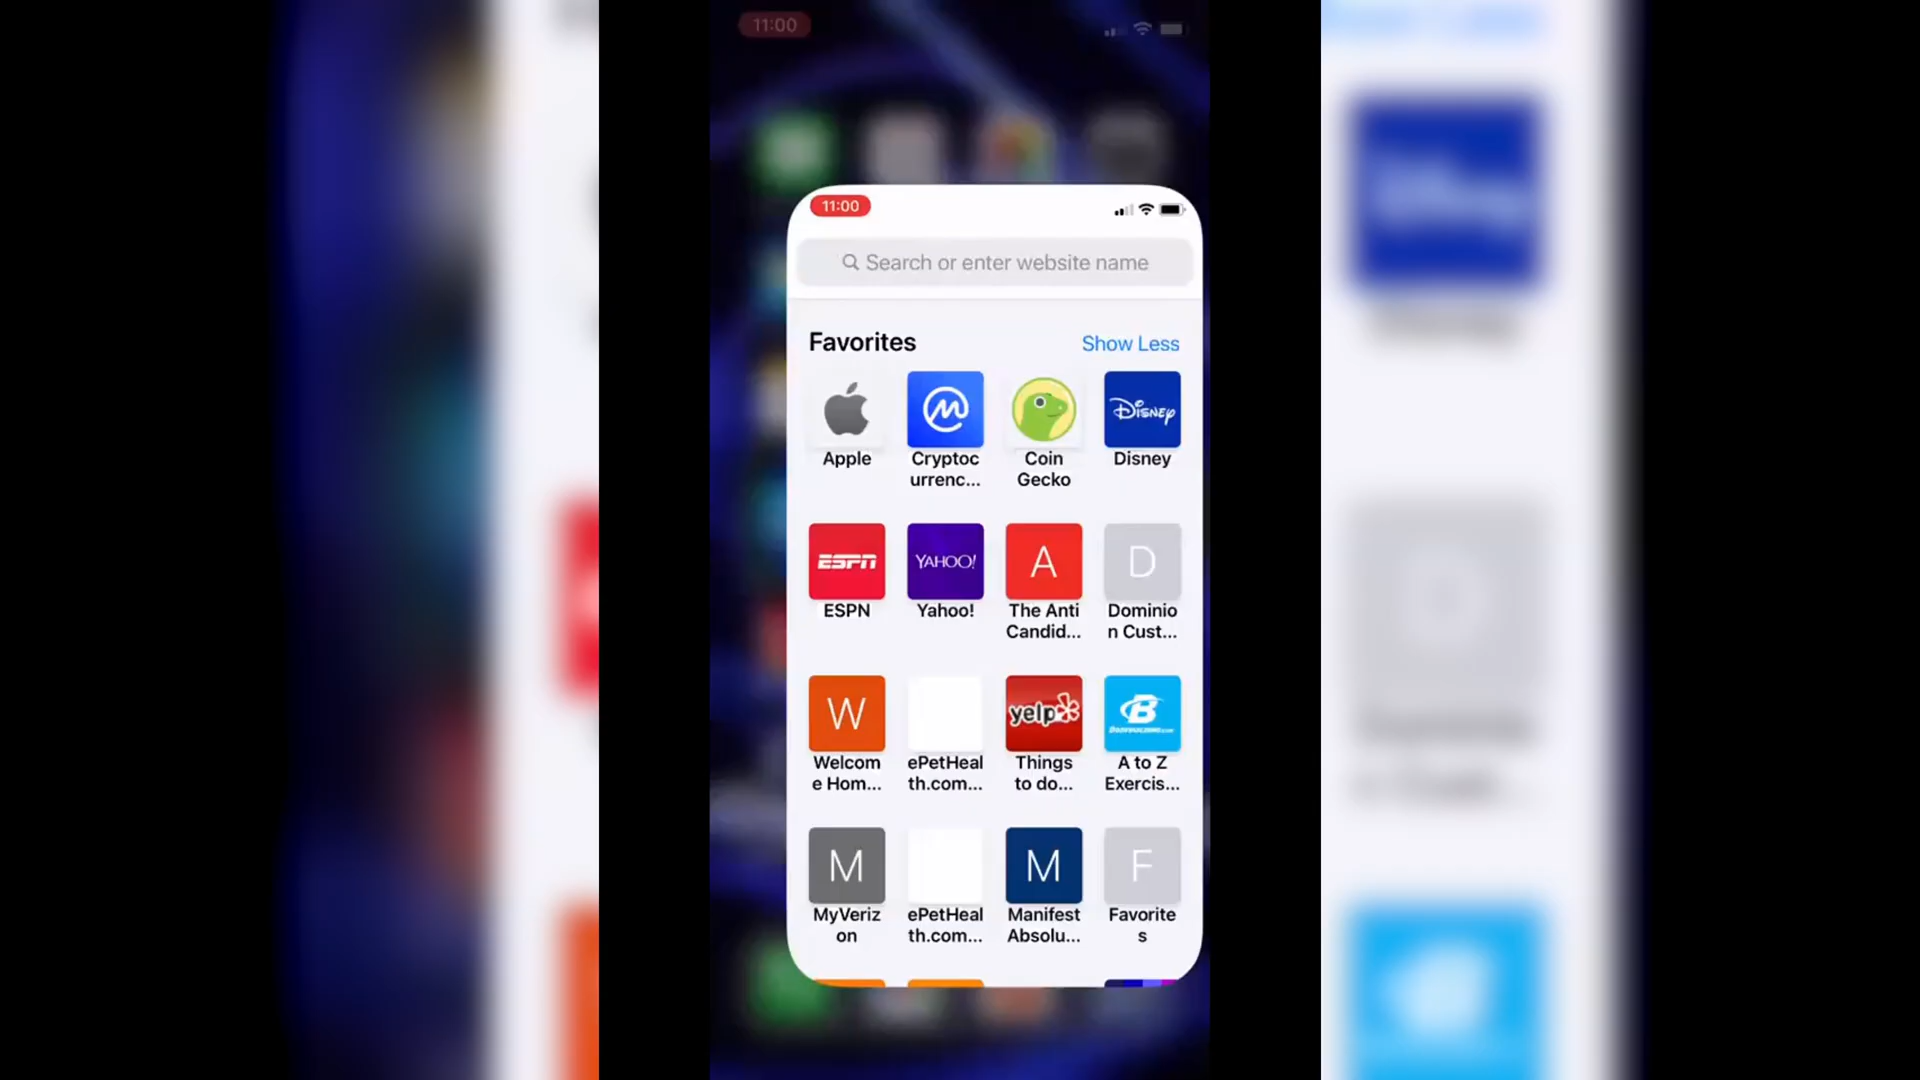 11:00
11:00
Search or enter website name
Favorites
Show Less
DISNEY
Apple
Cryptoc
urrenc...
Coin
Gecko
Disney
ESPN
YAHOO!
A
D
ESPN
Yahoo!
The Anti
Candid...
Dominio
n Cust...
W
yelp
B
BODYBUILDING.com
Welcom
e Hom...
ePetHeal
th.com...
Things
to do...
A to Z
Exercis...
M
M
F
MyVeriz
on
ePetHeal
th.com...
Manifest
Absolu...
Favorite
s